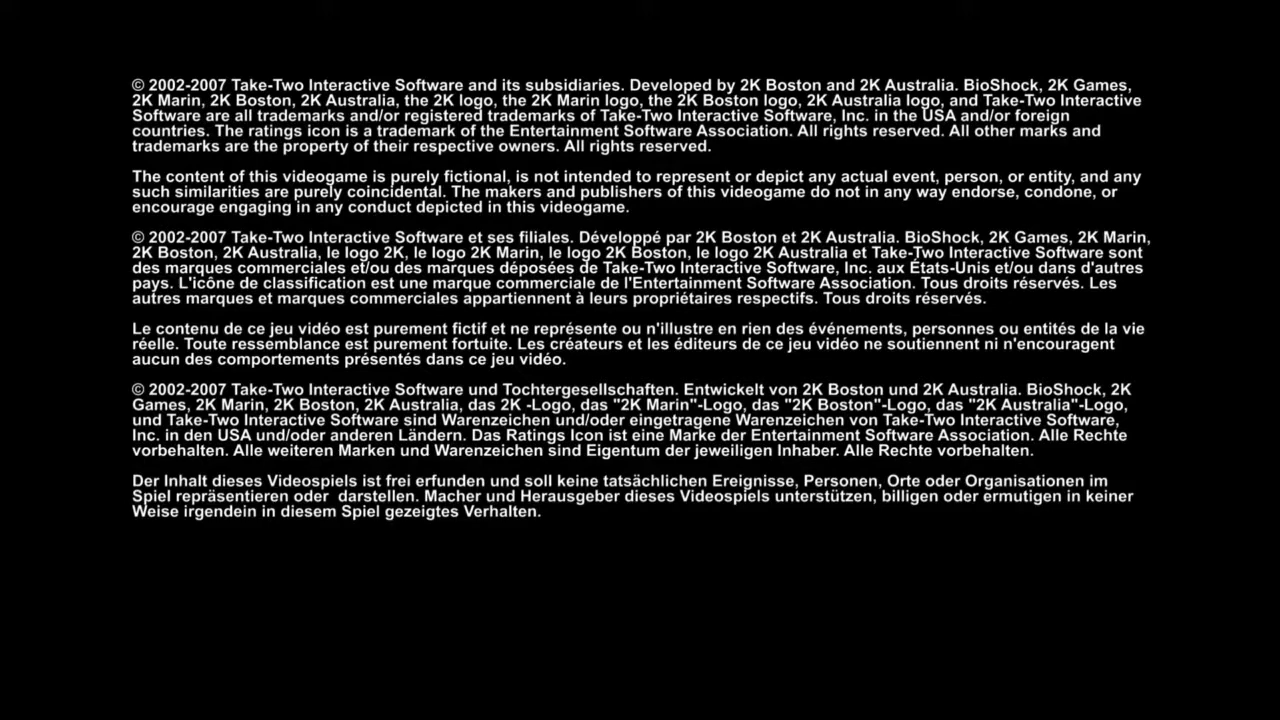 © 2002-2007 Take-Two Interactive Software and its subsidiaries. Developed by 2K Boston and 2K Australia. BioShock, 2K Games,
2K Marin, 2K Boston, 2K Australia, the 2K logo, the 2K Marin logo, the 2K Boston logo, 2K Australia logo, and Take-Two Interactive
Software are all trademarks and/or registered trademarks of Take-Two Interactive Software, Inc. in the USA and/or foreign
countries. The ratings icon is a trademark of the Entertainment Software Association. All rights reserved. All other marks and
trademarks are the property of their respective owners. All rights reserved.
The content of this videogame is purely fictional, is not intended to represent or depict any actual event, person, or entity, and any
such similarities are purely coincidental. The makers and publishers of this videogame do not in any way endorse, condone, or
encourage engaging in any conduct depicted in this videogame.
© 2002-2007 Take-Two Interactive Software et ses filiales. Développé par 2K Boston et 2K Australia. BioShock, 2K Games, 2K Marin,
2K Boston, 2K Australia, le logo 2K, le logo 2K Marin, le logo 2K Boston, le logo 2K Australia et Take-Two Interactive Software sont
des marques commerciales et/ou des marques déposées de Take-Two Interactive Software, Inc. aux États-Unis et/ou dans d'autres
pays. L'icône de classification est une marque commerciale de l'Entertainment Software Association. Tous droits réservés. Les
autres marques et marques commerciales appartiennent à leurs propriétaires respectifs. Tous droits réservés.
Le contenu de ce jeu vidéo est purement fictif et ne représente ou n'illustre en rien des événements, personnes ou entités de la vie
réelle. Toute ressemblance est purement fortuite. Les créateurs et les éditeurs de ce jeu vidéo ne soutiennent ni n'encouragent
aucun des comportements présentés dans ce jeu vidéo.
© 2002-2007 Take-Two Interactive Software und Tochtergesellschaften. Entwickelt von 2K Boston und 2K Australia. BioShock, 2K
Games, 2K Marin, 2K Boston, 2K Australia, das 2K -Logo, das "2K Marin"-Logo, das "2K Boston"-Logo, das "2K Australia"-Logo,
und Take-Two Interactive Software sind Warenzeichen und/oder eingetragene Warenzeichen von Take-Two Interactive Software,
Inc. in den USA und/oder anderen Ländern. Das Ratings Icon ist eine Marke der Entertainment Software Association. Alle Rechte
vorbehalten. Alle weiteren Marken und Warenzeichen sind Eigentum der jeweiligen Inhaber. Alle Rechte vorbehalten.
Der Inhalt dieses Videospiels ist frei erfunden und soll keine tatsächlichen Ereignisse, Personen, Orte oder Organisationen im
Spiel repräsentieren oder  darstellen. Macher und Herausgeber dieses Videospiels unterstützen, billigen oder ermutigen in keiner
Weise irgendein in diesem Spiel gezeigtes Verhalten.